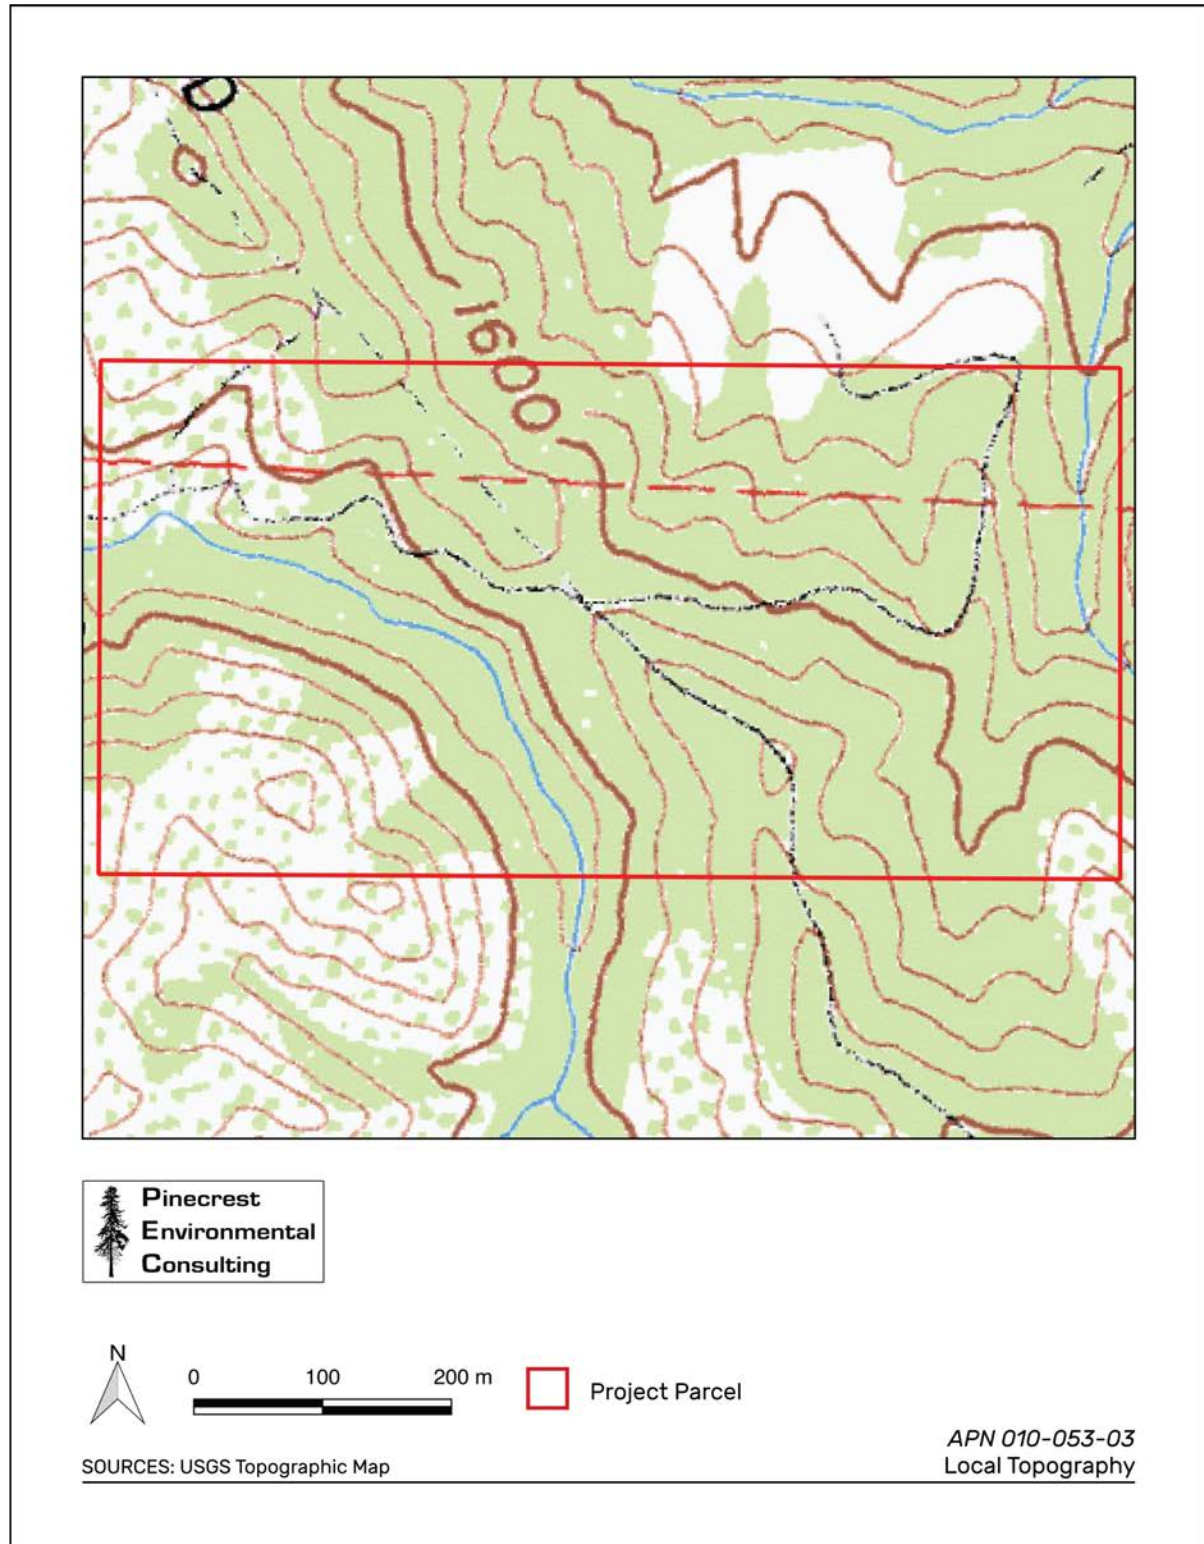 1600
Pinecrest
Environmental
Consulting
N
0 100 200 m
Project Parcel
APN 010-053-03
SOURCES: USGS Topographic Map
Local Topography